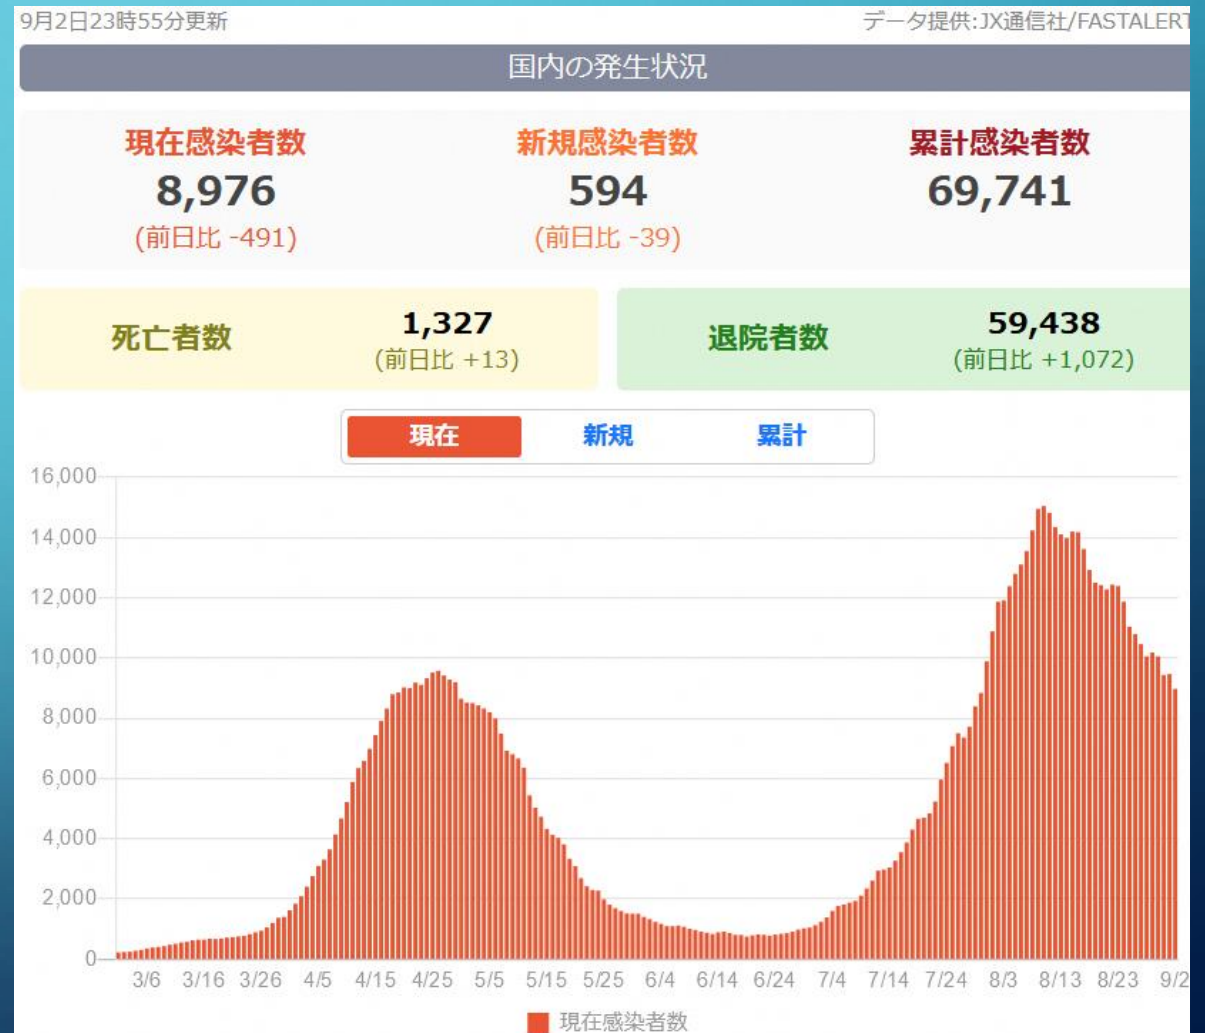 9月2日23時55分更新
データ提供:JX通信社/FASTALERT
国内の発生状況
現在感染者数 新規感染者数 累計感染者数
8,976 594 69,741
(前日比 -491) (前日比 -39)
死亡者数 1,327 退院者数 59,438
(前日比 +13) (前日比 +1,072)
現在 新規 累計
16,000
14,000
12,000
10,000
8,000
6,000
4,000
2,000
0
3/6 3/16 3/26 4/5 4/15 4/25 5/5 5/15 5/25 6/4 6/14 6/24 7/4 7/14 7/24 8/3 8/13 8/23 9/2
現在感染者数